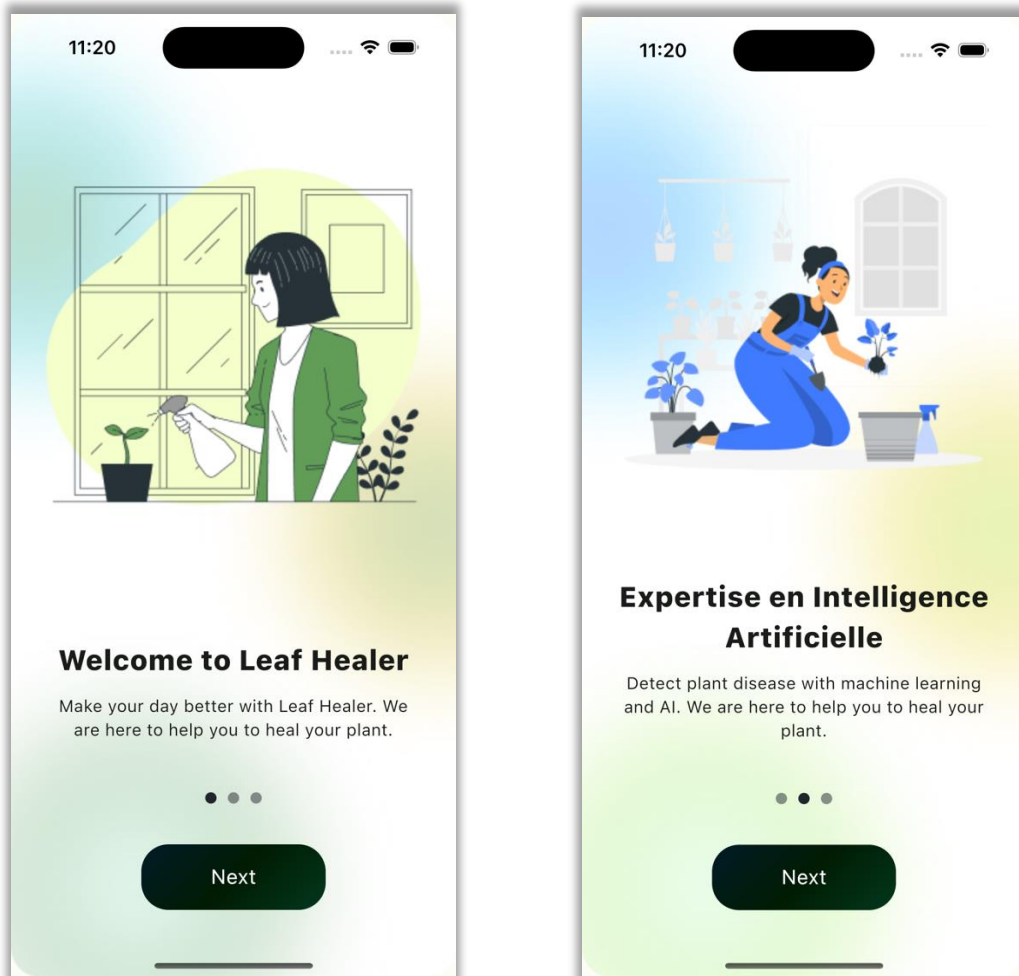 11:20
Welcome to Leaf Healer
Make your day better with Leaf Healer. We
are here to help you to heal your plant.
Next
11:20
Expertise en Intelligence
Artificielle
Detect plant disease with machine learning
and AI. We are here to help you to heal your
plant.
Next